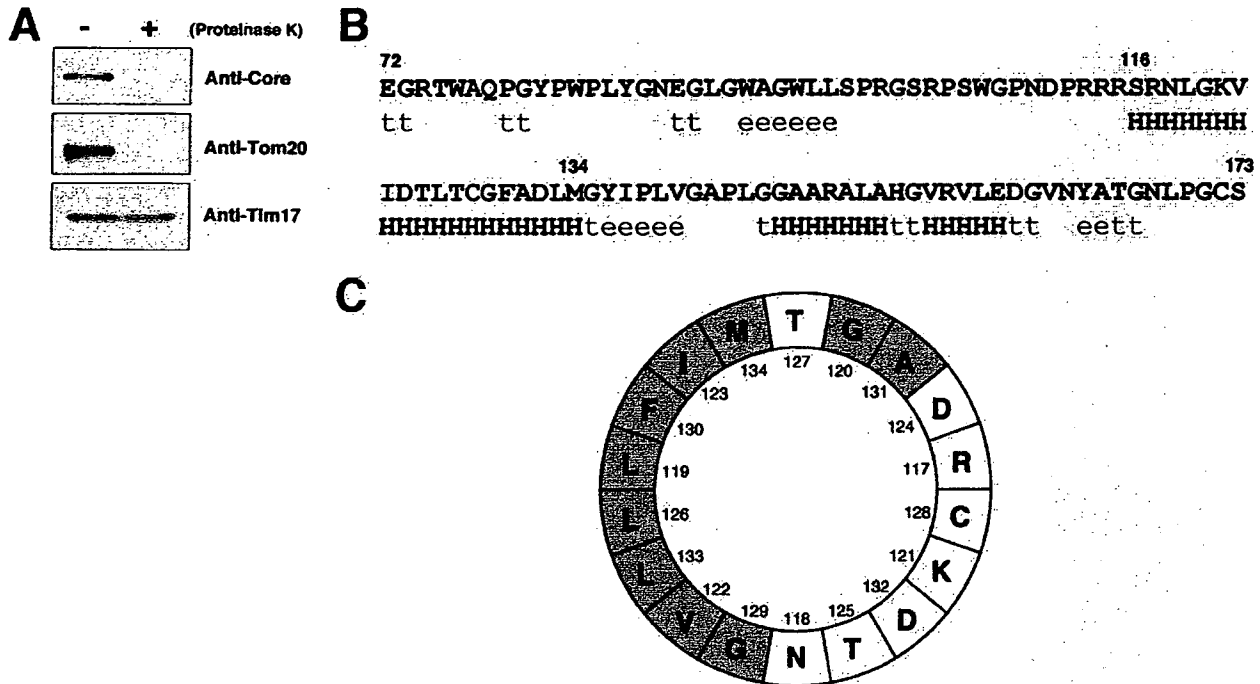 A
- + (Proteinase K)
Anti-Core
Anti-Tom20
Anti-Tim17
B
72 116
EGRTWAQPGYPWPLYGNEGLGWAGWLLSPRGSRPSWGPNDPRRRSRNLGKV
tt tt tt eeeeee HHHHHHH
134 173
IDTLTCGFADLMGYIPLVGAPLGGAARALAHGVRVLEDGVNYATGNLPGCS
HHHHHHHHHHHHteeeee tHHHHHHHttHHHHHtt eett
C
T 127
G 120
A 131
D 124
R 117
C 128
K 121
D 132
T 125
N 118
G 129
V 122
L 133
L 126
L 119
F 130
I 123
M 134